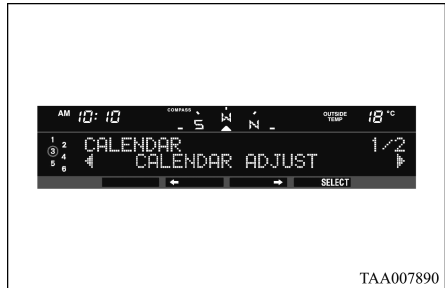 AM 10:10 COMPASS S W N OUTSIDE TEMP 18 °C
1 2 3 4 5 6
CALENDAR 1/2
CALENDAR ADJUST
SELECT
TAA007890